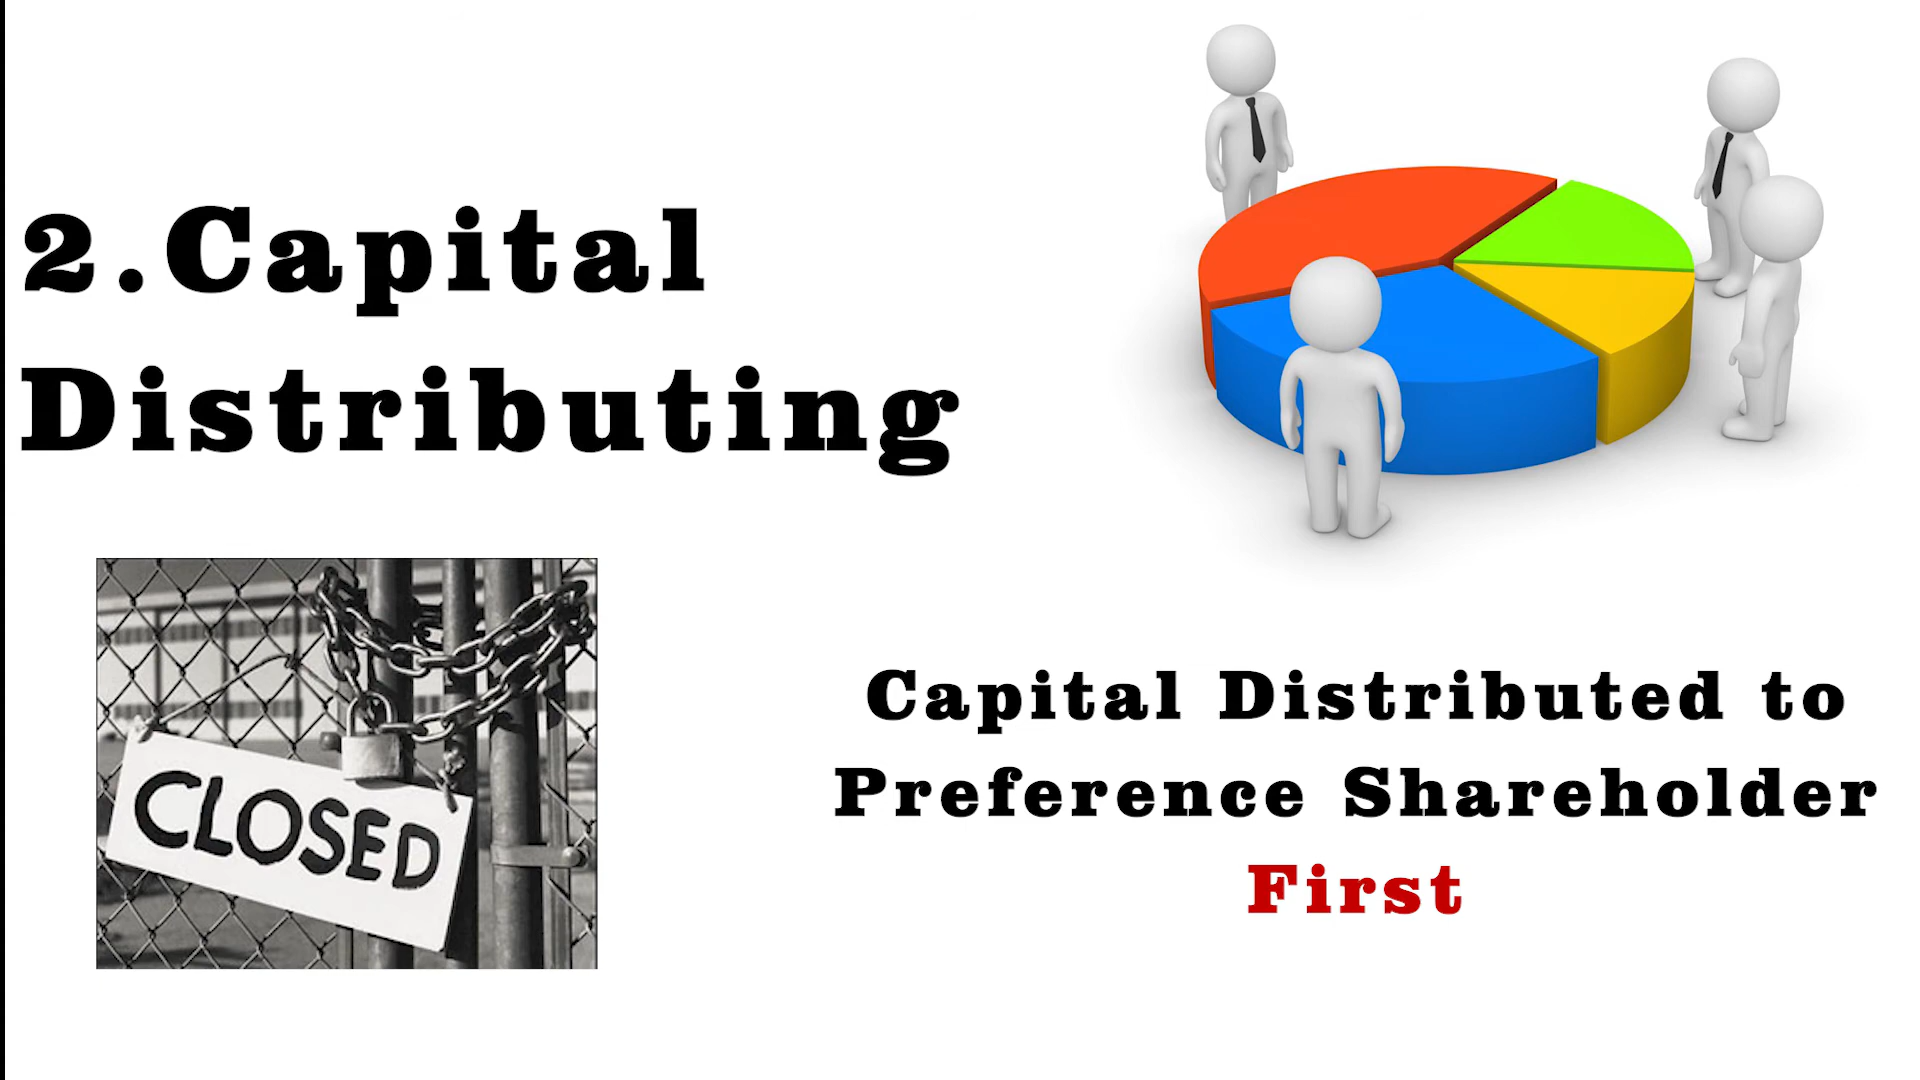 2.Capital
Distributing
CLOSED
Capital Distributed to
Preference Shareholder
First